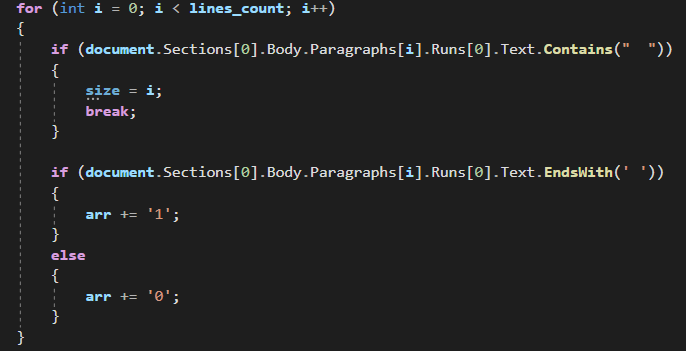 for (int i = 0; i < lines_count; i++)
{
    if (document.Sections[0].Body.Paragraphs[i].Runs[0].Text.Contains("  "))
    {
        size = i;
        break;
    }

    if (document.Sections[0].Body.Paragraphs[i].Runs[0].Text.EndsWith(' '))
    {
        arr += '1';
    }
    else
    {
        arr += '0';
    }
}